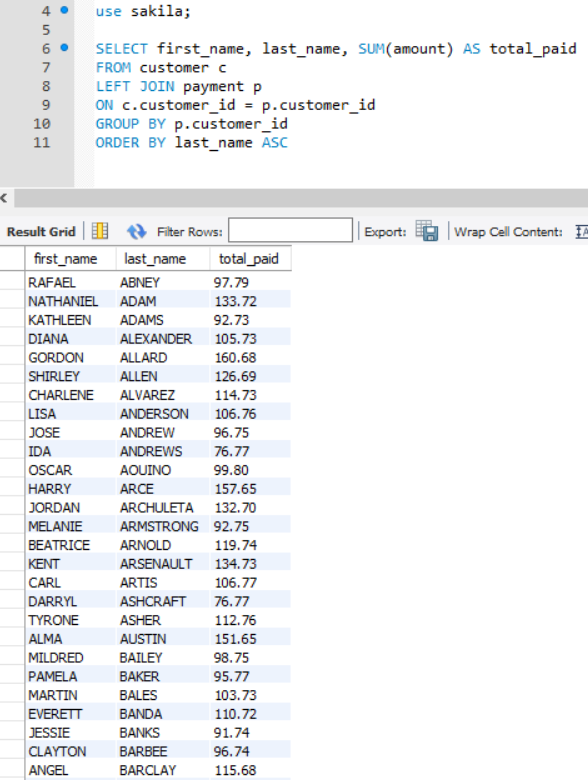 4 use sakila;
5
6 SELECT first_name, last_name, SUM(amount) AS total_paid
7 FROM customer c
8 LEFT JOIN payment p
9 ON c.customer_id = p.customer_id
10 GROUP BY p.customer_id
11 ORDER BY last_name ASC
Result Grid Filter Rows: Export: Wrap Cell Content:
first_name last_name total_paid
RAFAEL ABNEY 97.79
NATHANIEL ADAM 133.72
KATHLEEN ADAMS 92.73
DIANA ALEXANDER 105.73
GORDON ALLARD 160.68
SHIRLEY ALLEN 126.69
CHARLENE ALVAREZ 114.73
LISA ANDERSON 106.76
JOSE ANDREW 96.75
IDA ANDREWS 76.77
OSCAR AQUINO 99.80
HARRY ARCE 157.65
JORDAN ARCHULETA 132.70
MELANIE ARMSTRONG 92.75
BEATRICE ARNOLD 119.74
KENT ARSENAULT 134.73
CARL ARTIS 106.77
DARRYL ASHCRAFT 76.77
TYRONE ASHER 112.76
ALMA AUSTIN 151.65
MILDRED BAILEY 98.75
PAMELA BAKER 95.77
MARTIN BALES 103.73
EVERETT BANDA 110.72
JESSIE BANKS 91.74
CLAYTON BARBEE 96.74
ANGEL BARCLAY 115.68